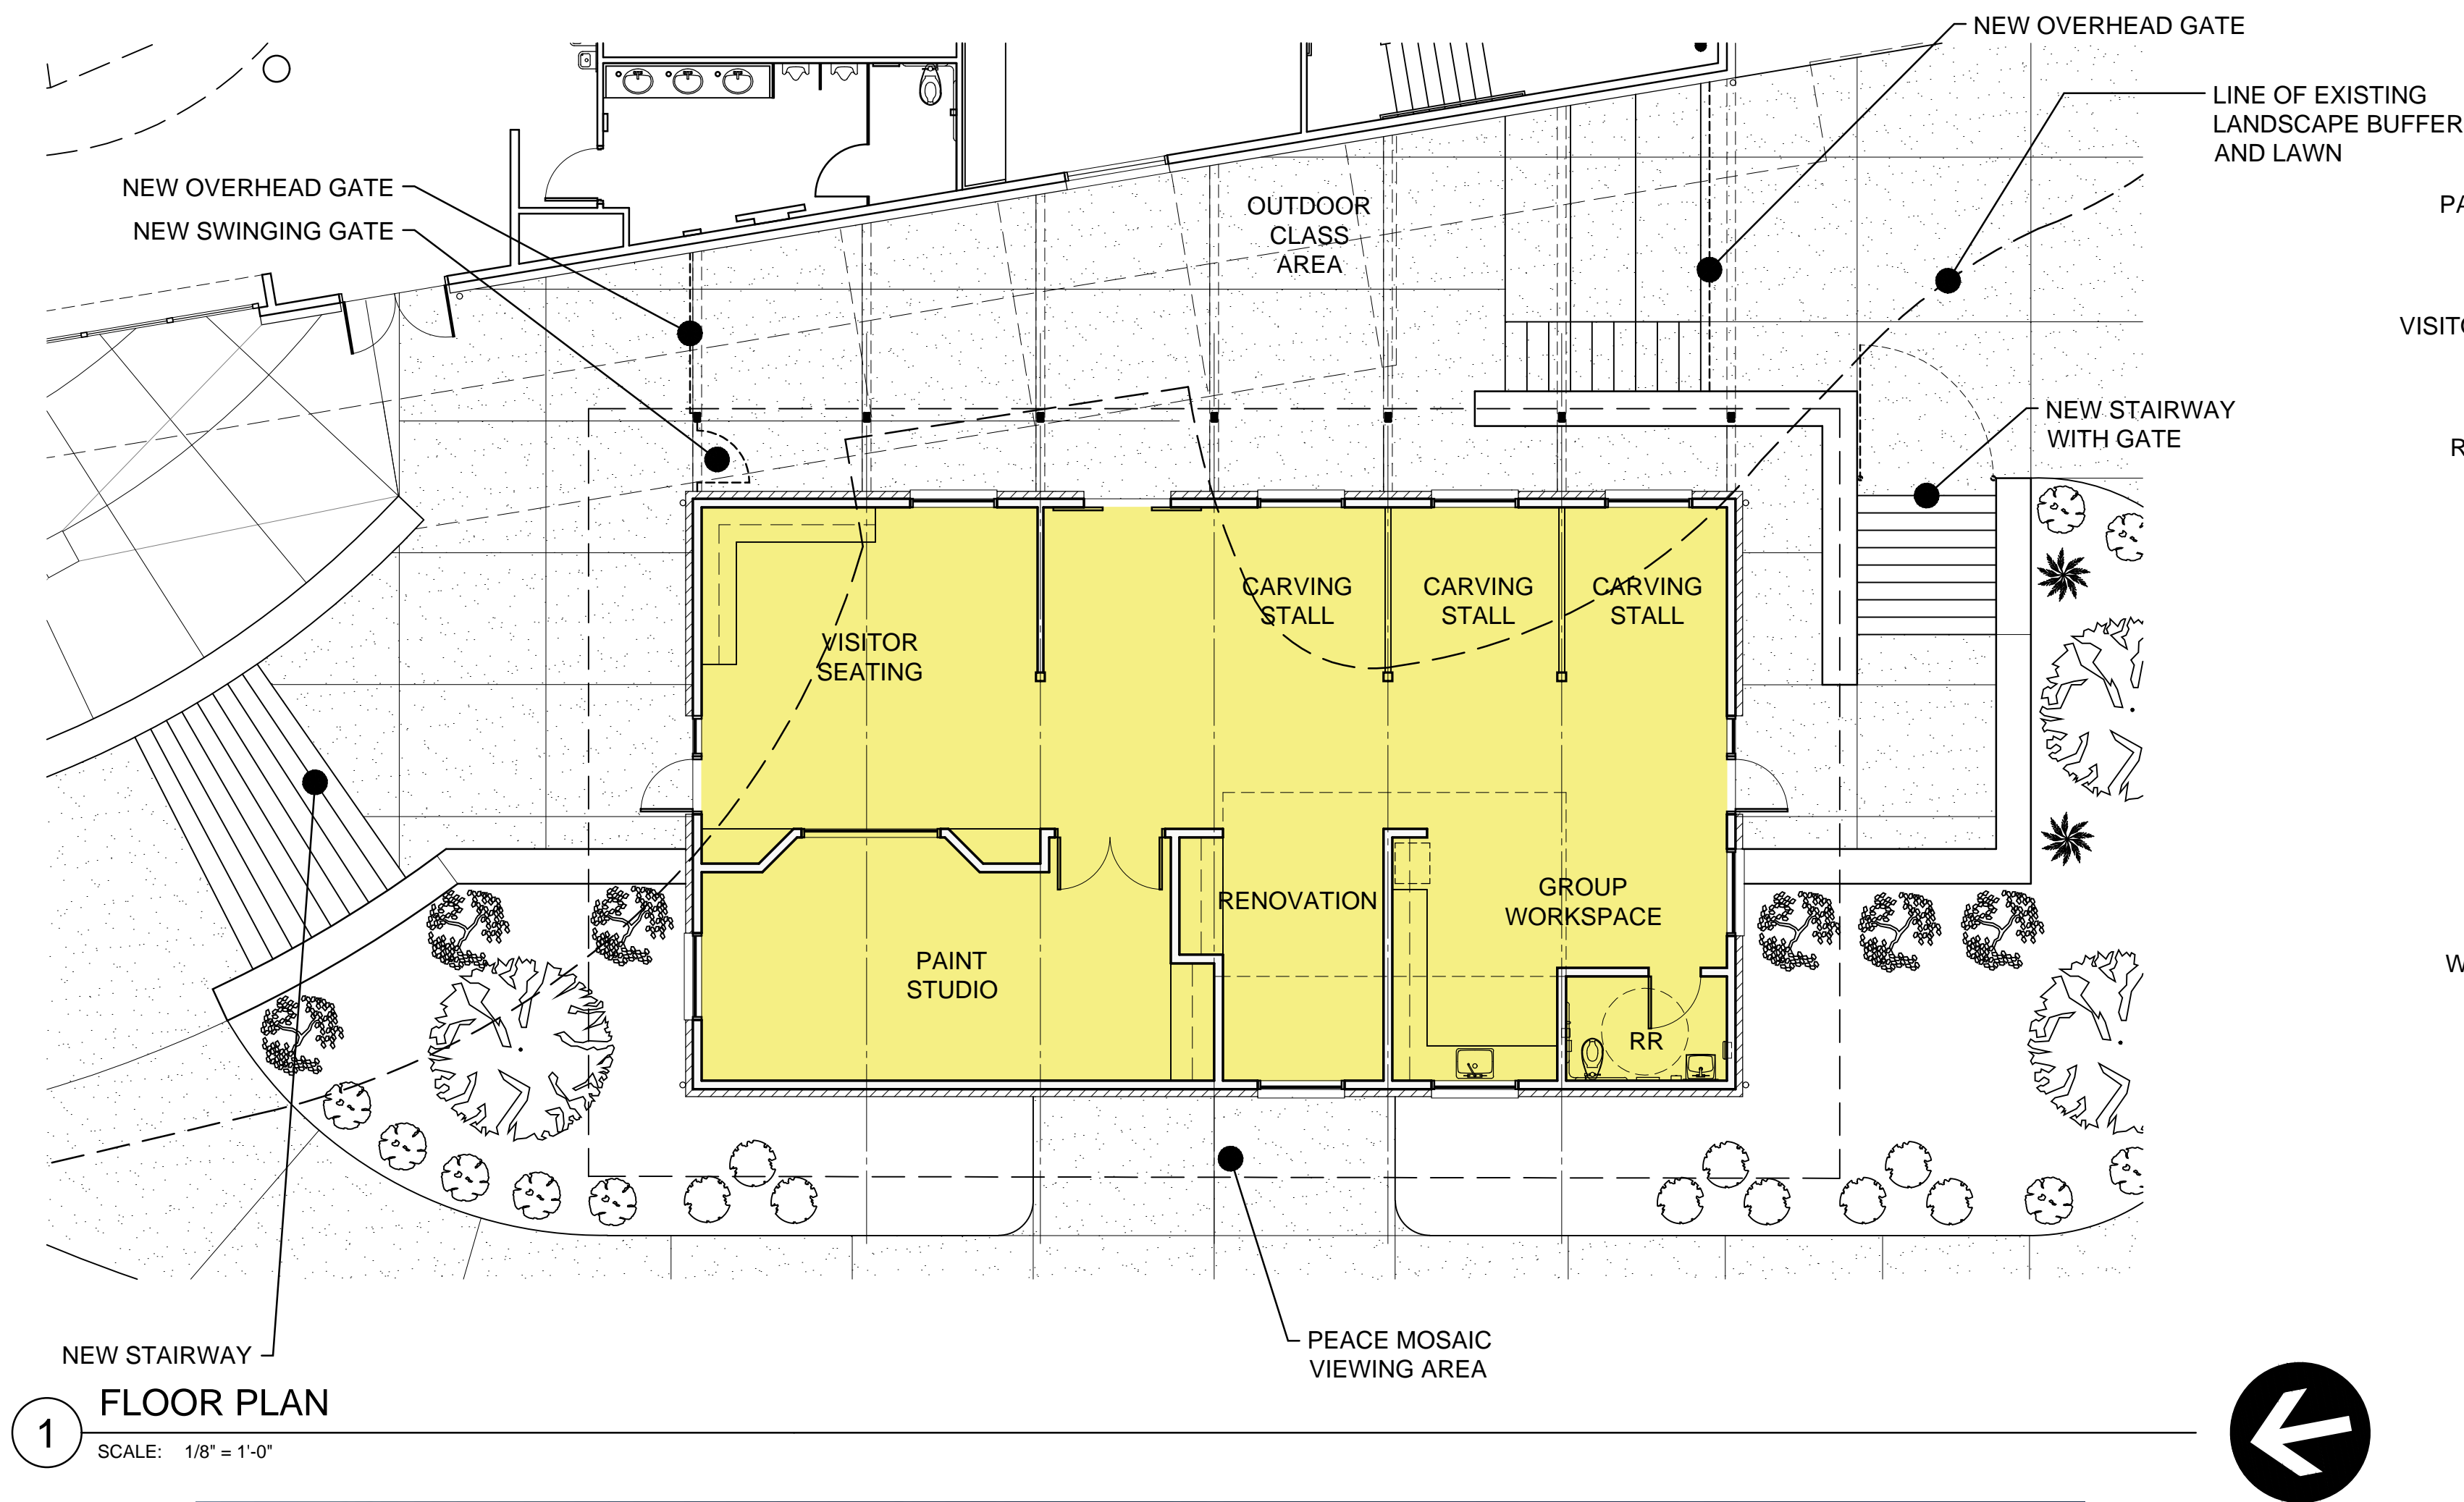 NEW OVERHEAD GATE
LINE OF EXISTING
LANDSCAPE BUFFER
AND LAWN
NEW OVERHEAD GATE
NEW SWINGING GATE
OUTDOOR
CLASS
AREA
PA
VISITO
NEW STAIRWAY
WITH GATE
R
CARVING
STALL
CARVING
STALL
CARVING
STALL
VISITOR
SEATING
RENOVATION
GROUP
WORKSPACE
PAINT
STUDIO
W
RR
NEW STAIRWAY
PEACE MOSAIC
VIEWING AREA
1
FLOOR PLAN
SCALE: 1/8" = 1'-0"